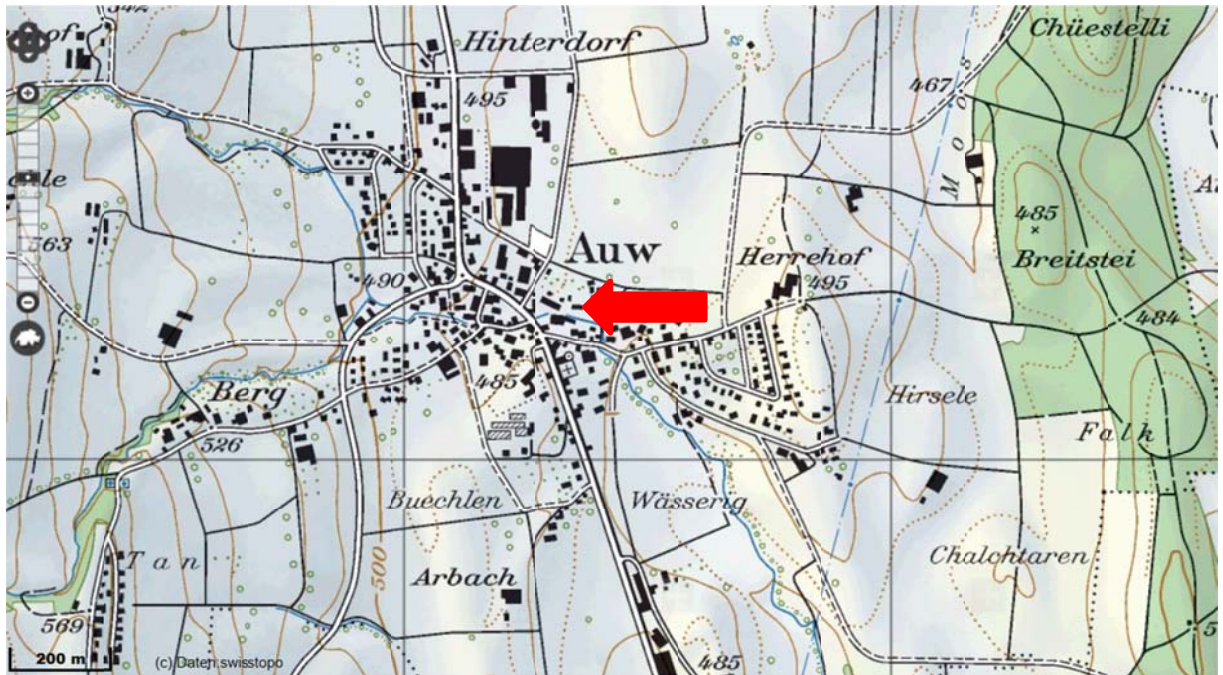 Chüestelli
Hinterdorf
467
495
Moos
485
563
Auw
Herrehof
Breitstei
490
495
484
485
Berg
Hirsele
526
Falk
Buechlen
Wässerig
Tan
500
Chalchtaren
Arbach
569
200 m
(c) Daten:swisstopo
485